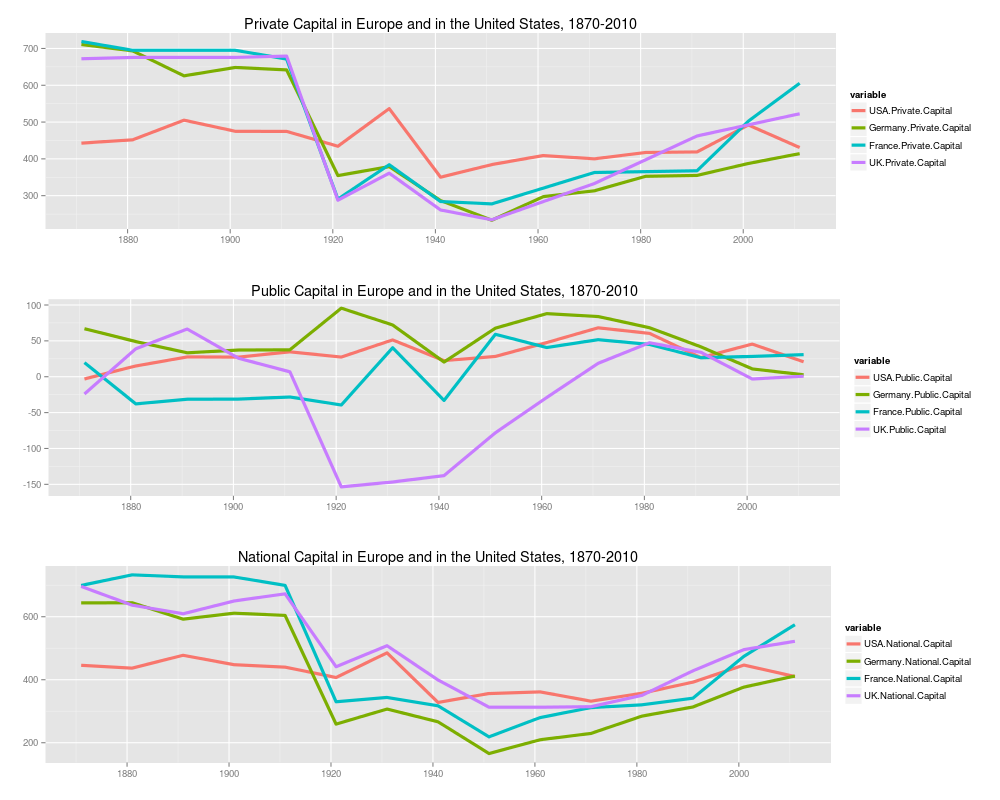 Private Capital in Europe and in the United States, 1870-2010
700
600
500
400
300
1880
1900
1920
1940
1960
1980
2000
variable
USA.Private.Capital
Germany.Private.Capital
France.Private.Capital
UK.Private.Capital
Public Capital in Europe and in the United States, 1870-2010
100
50
0
-50
-100
-150
1880
1900
1920
1940
1960
1980
2000
variable
USA.Public.Capital
Germany.Public.Capital
France.Public.Capital
UK.Public.Capital
National Capital in Europe and in the United States, 1870-2010
600
400
200
1880
1900
1920
1940
1960
1980
2000
variable
USA.National.Capital
Germany.National.Capital
France.National.Capital
UK.National.Capital